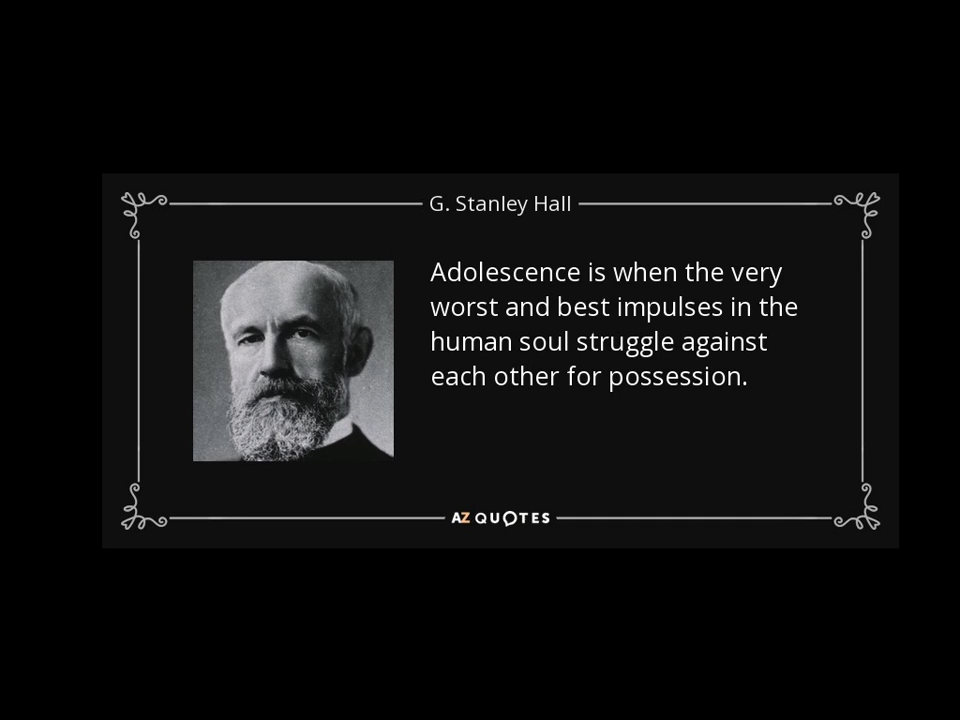 G. Stanley Hall
Adolescence is when the very
worst and best impulses in the
human soul struggle against
each other for possession.
AZ QUOTES